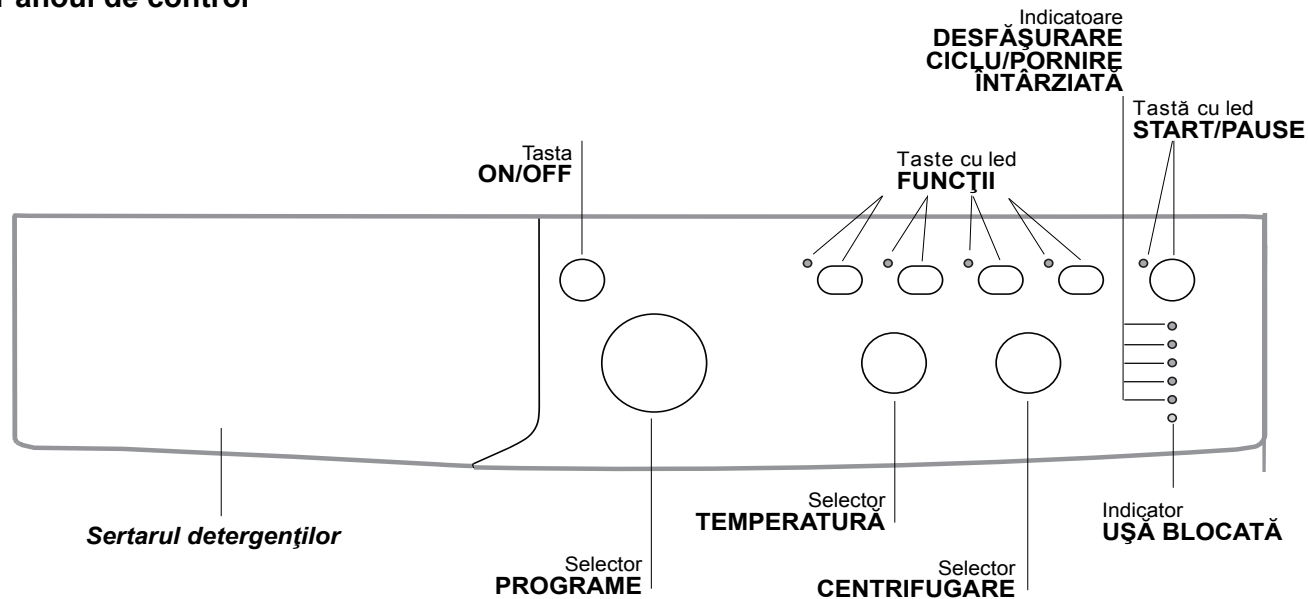 Panoul de control
Indicatoare
DESFĂŞURARE
CICLU/PORNIRE
ÎNTÂRZIATĂ
Tastă cu led
START/PAUSE
Tasta
ON/OFF
Taste cu led
FUNCŢII
Sertarul detergenţilor
Selector
PROGRAME
Selector
TEMPERATURĂ
Selector
CENTRIFUGARE
Indicator
UŞĂ BLOCATĂ